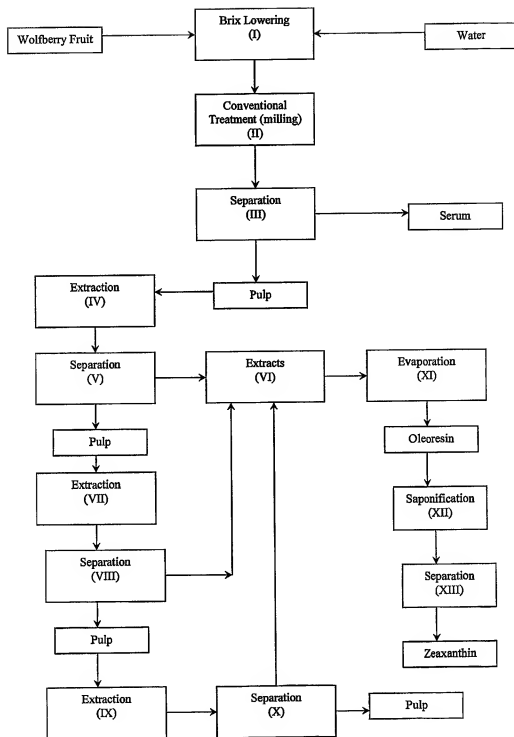 Wolfberry Fruit
Brix Lowering
(I)
Water
Conventional
Treatment (milling)
(II)
Separation
(III)
Serum
Pulp
Extraction
(IV)
Separation
(V)
Extracts
(VI)
Evaporation
(XI)
Pulp
Oleoresin
Extraction
(VII)
Saponification
(XII)
Separation
(VIII)
Separation
(XIII)
Pulp
Zeaxanthin
Extraction
(IX)
Separation
(X)
Pulp